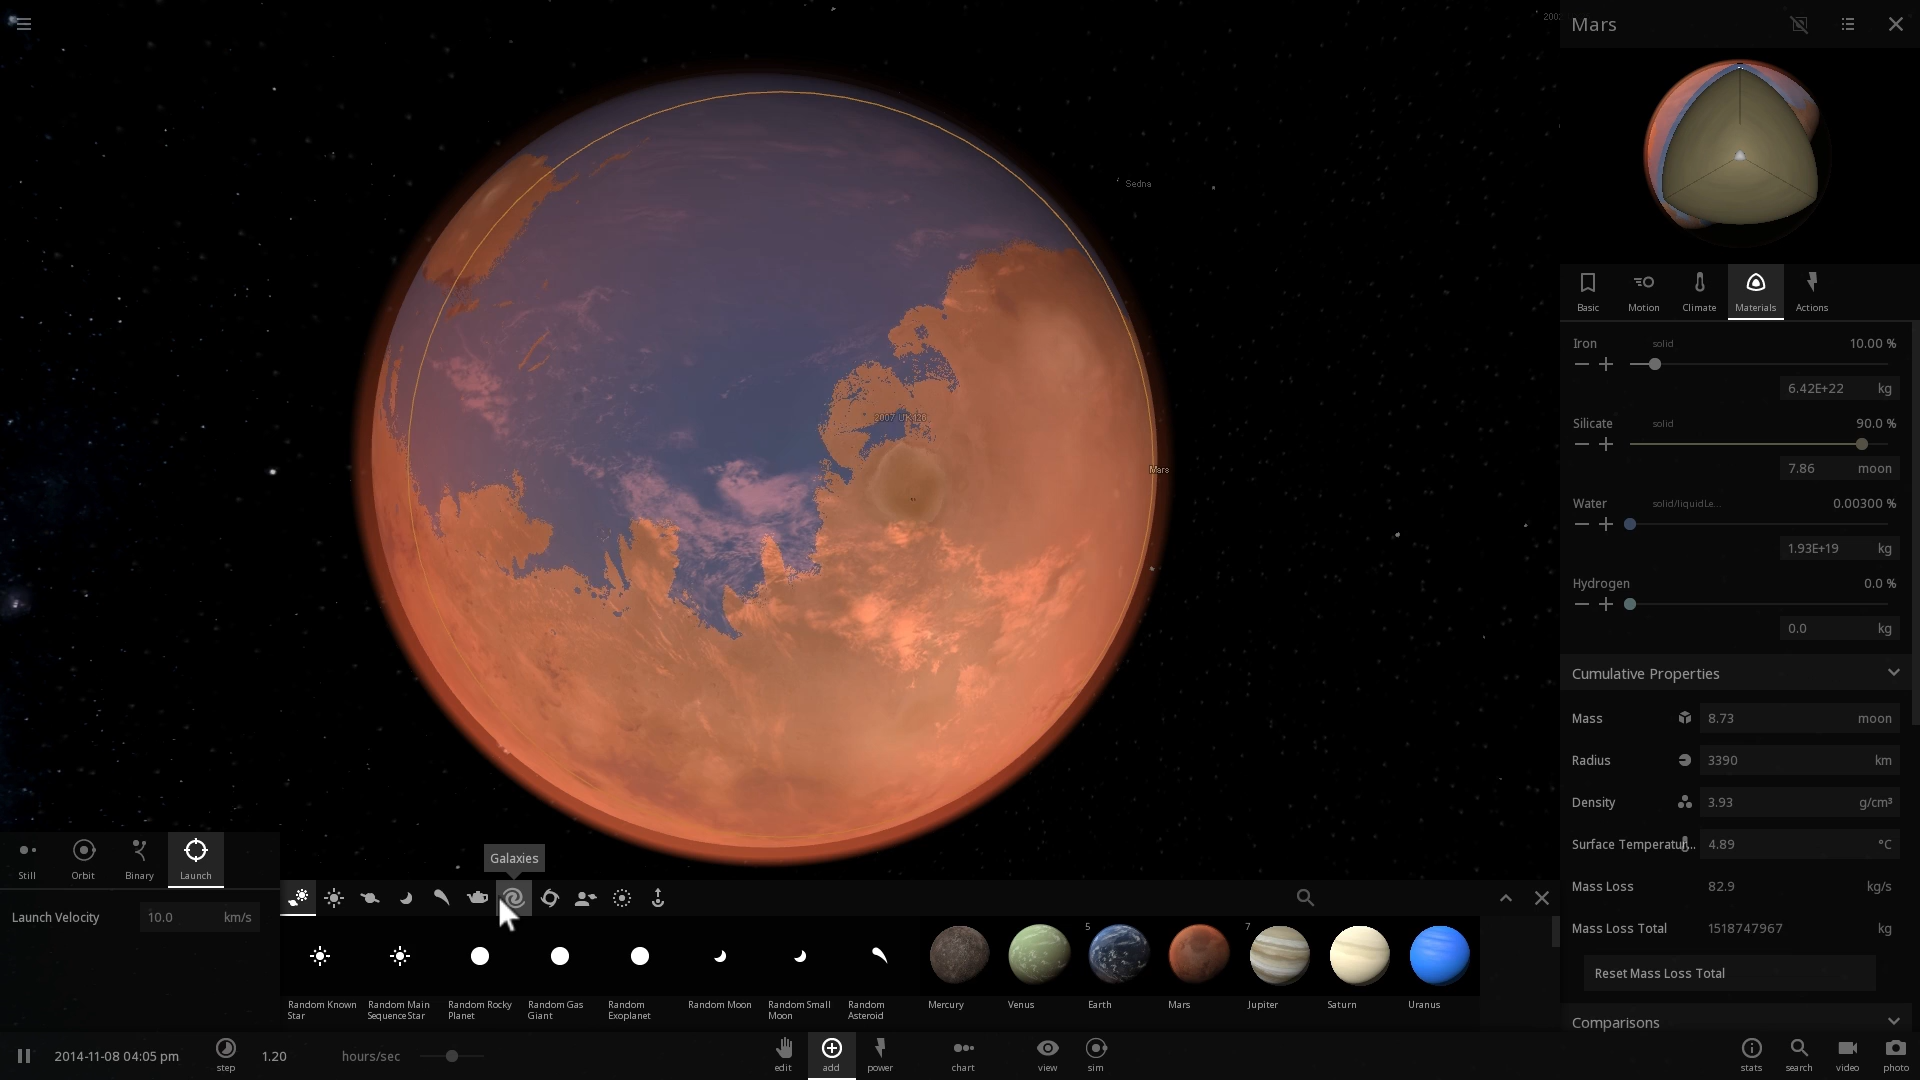 200
Mars
Sedna
2007 UK126
Mars
Basic
Motion
Climate
Materials
Actions
Iron solid 10.00 %
6.42E+22 kg
Silicate solid 90.0 %
7.86 moon
Water solid/liquidLe... 0.00300 %
1.93E+19 kg
Hydrogen 0.0 %
0.0 kg
Cumulative Properties
Mass 8.73 moon
Radius 3390 km
Density 3.93 g/cm³
Surface Temperatur... 4.89 °C
Mass Loss 82.9 kg/s
Mass Loss Total 1518747967 kg
Reset Mass Loss Total
Comparisons
Still
Orbit
Binary
Launch
Launch Velocity 10.0 km/s
Galaxies
5
7
Random Known
Star
Random Main
Sequence Star
Random Rocky
Planet
Random Gas
Giant
Random
Exoplanet
Random Moon
Random Small
Moon
Random
Asteroid
Mercury
Venus
Earth
Mars
Jupiter
Saturn
Uranus
2014-11-08 04:05 pm
step
1.20 hours/sec
edit
add
power
chart
view
sim
stats
search
video
photo